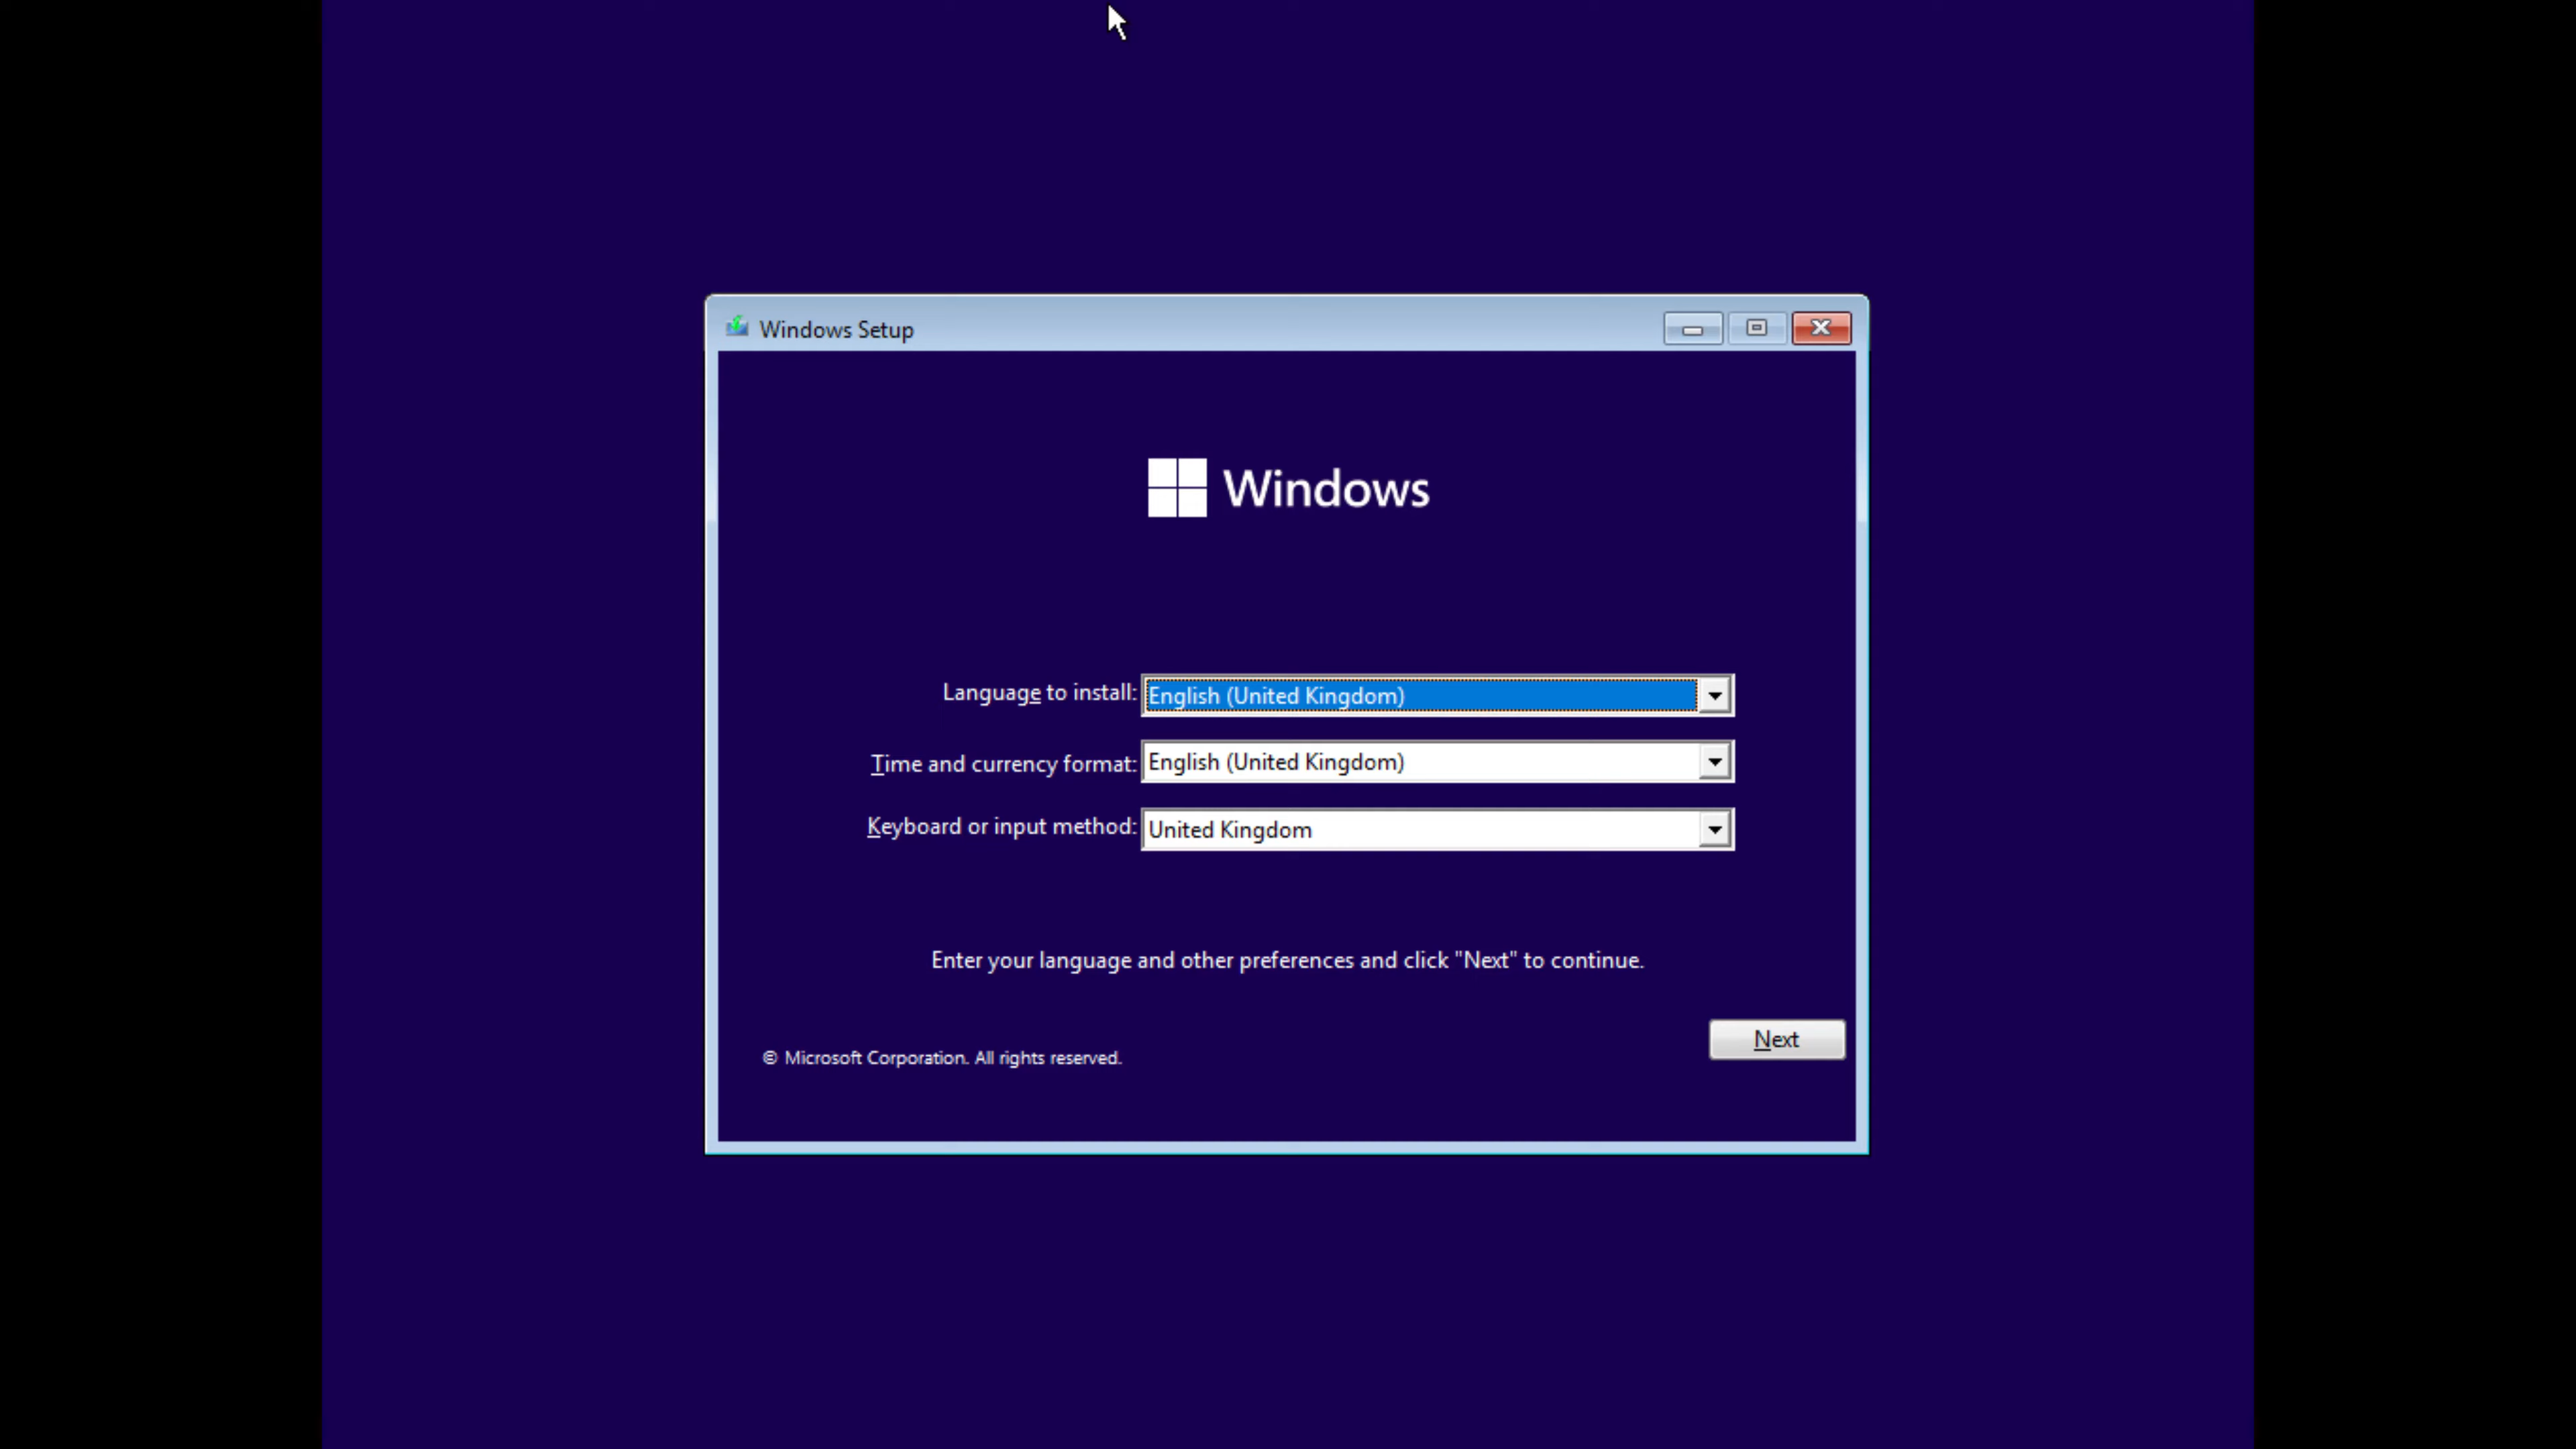 Windows Setup
Windows
Language to install: English (United Kingdom)
Time and currency format: English (United Kingdom)
Keyboard or input method: United Kingdom
Enter your language and other preferences and click "Next" to continue.
Next
© Microsoft Corporation. All rights reserved.